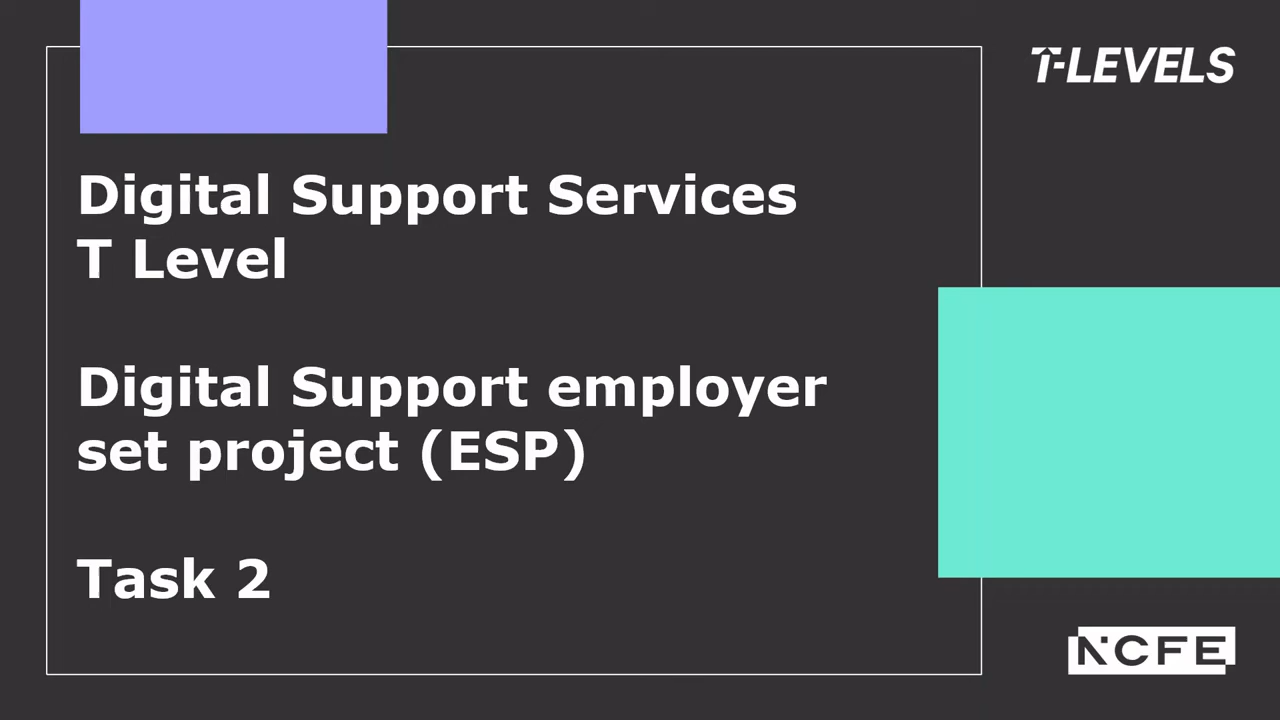 T-LEVELS
Digital Support Services
T Level
Digital Support employer
set project (ESP)
Task 2
NCFE